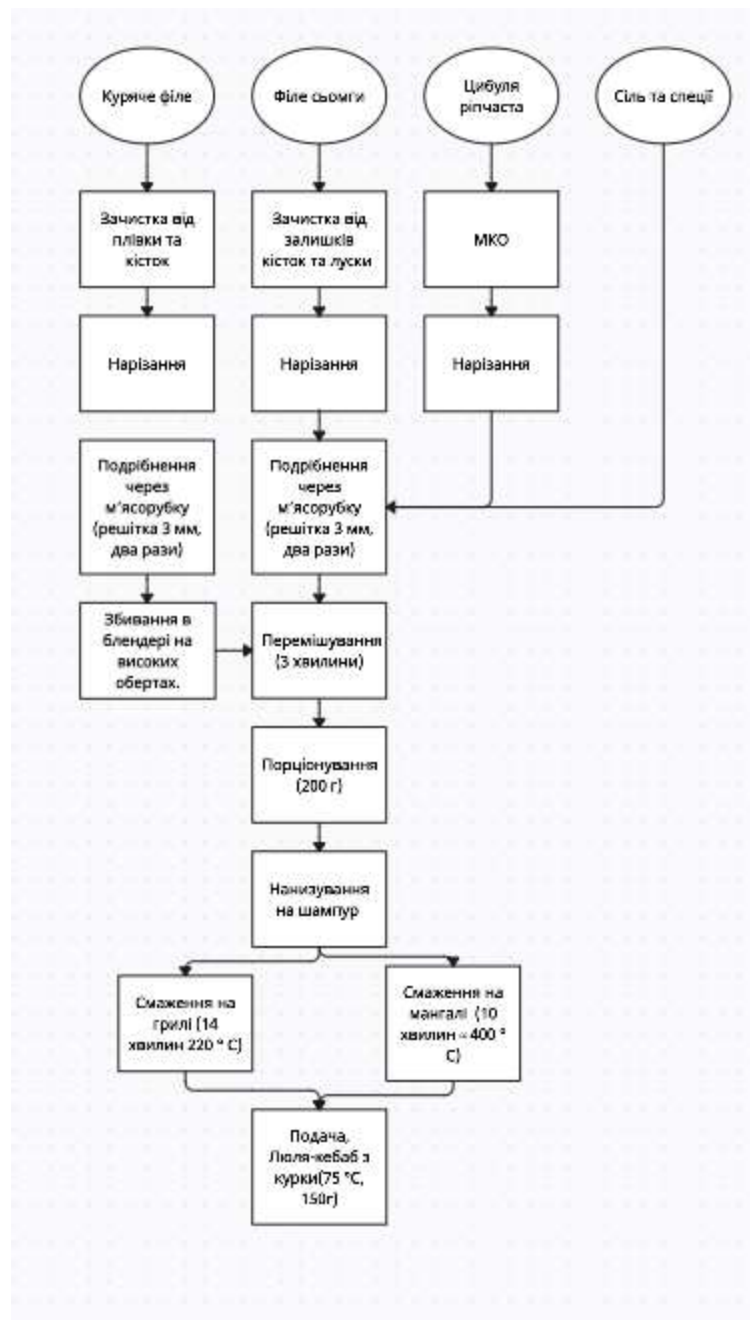 Куряче філе
Філе сьомги
Цибуля
ріпчаста
Сіль та спеції
Зачистка від
плівки та
кісток
Зачистка від
залишків
кісток та луски
МКО
Нарізання
Нарізання
Нарізання
Подрібнення
через
м'ясорубку
(решітка 3 мм,
два рази)
Подрібнення
через
м'ясорубку
(решітка 3 мм,
два рази)
Збивання в
блендері на
високих
обертах.
Перемішування
(3 хвилини)
Порціонування
(200 г)
Нанизування
на шампур
Смаження на
грилі (14
хвилин 220 ° С)
Смаження на
мангалі (10
хвилин ≈ 400 °
С)
Подача,
Люля-кебаб з
курки(75 °С,
150г)